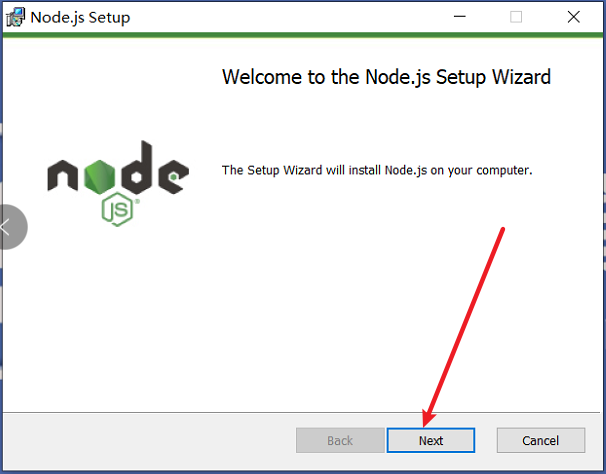 Node.js Setup
Welcome to the Node.js Setup Wizard
node
JS
The Setup Wizard will install Node.js on your computer.
Back
Next
Cancel